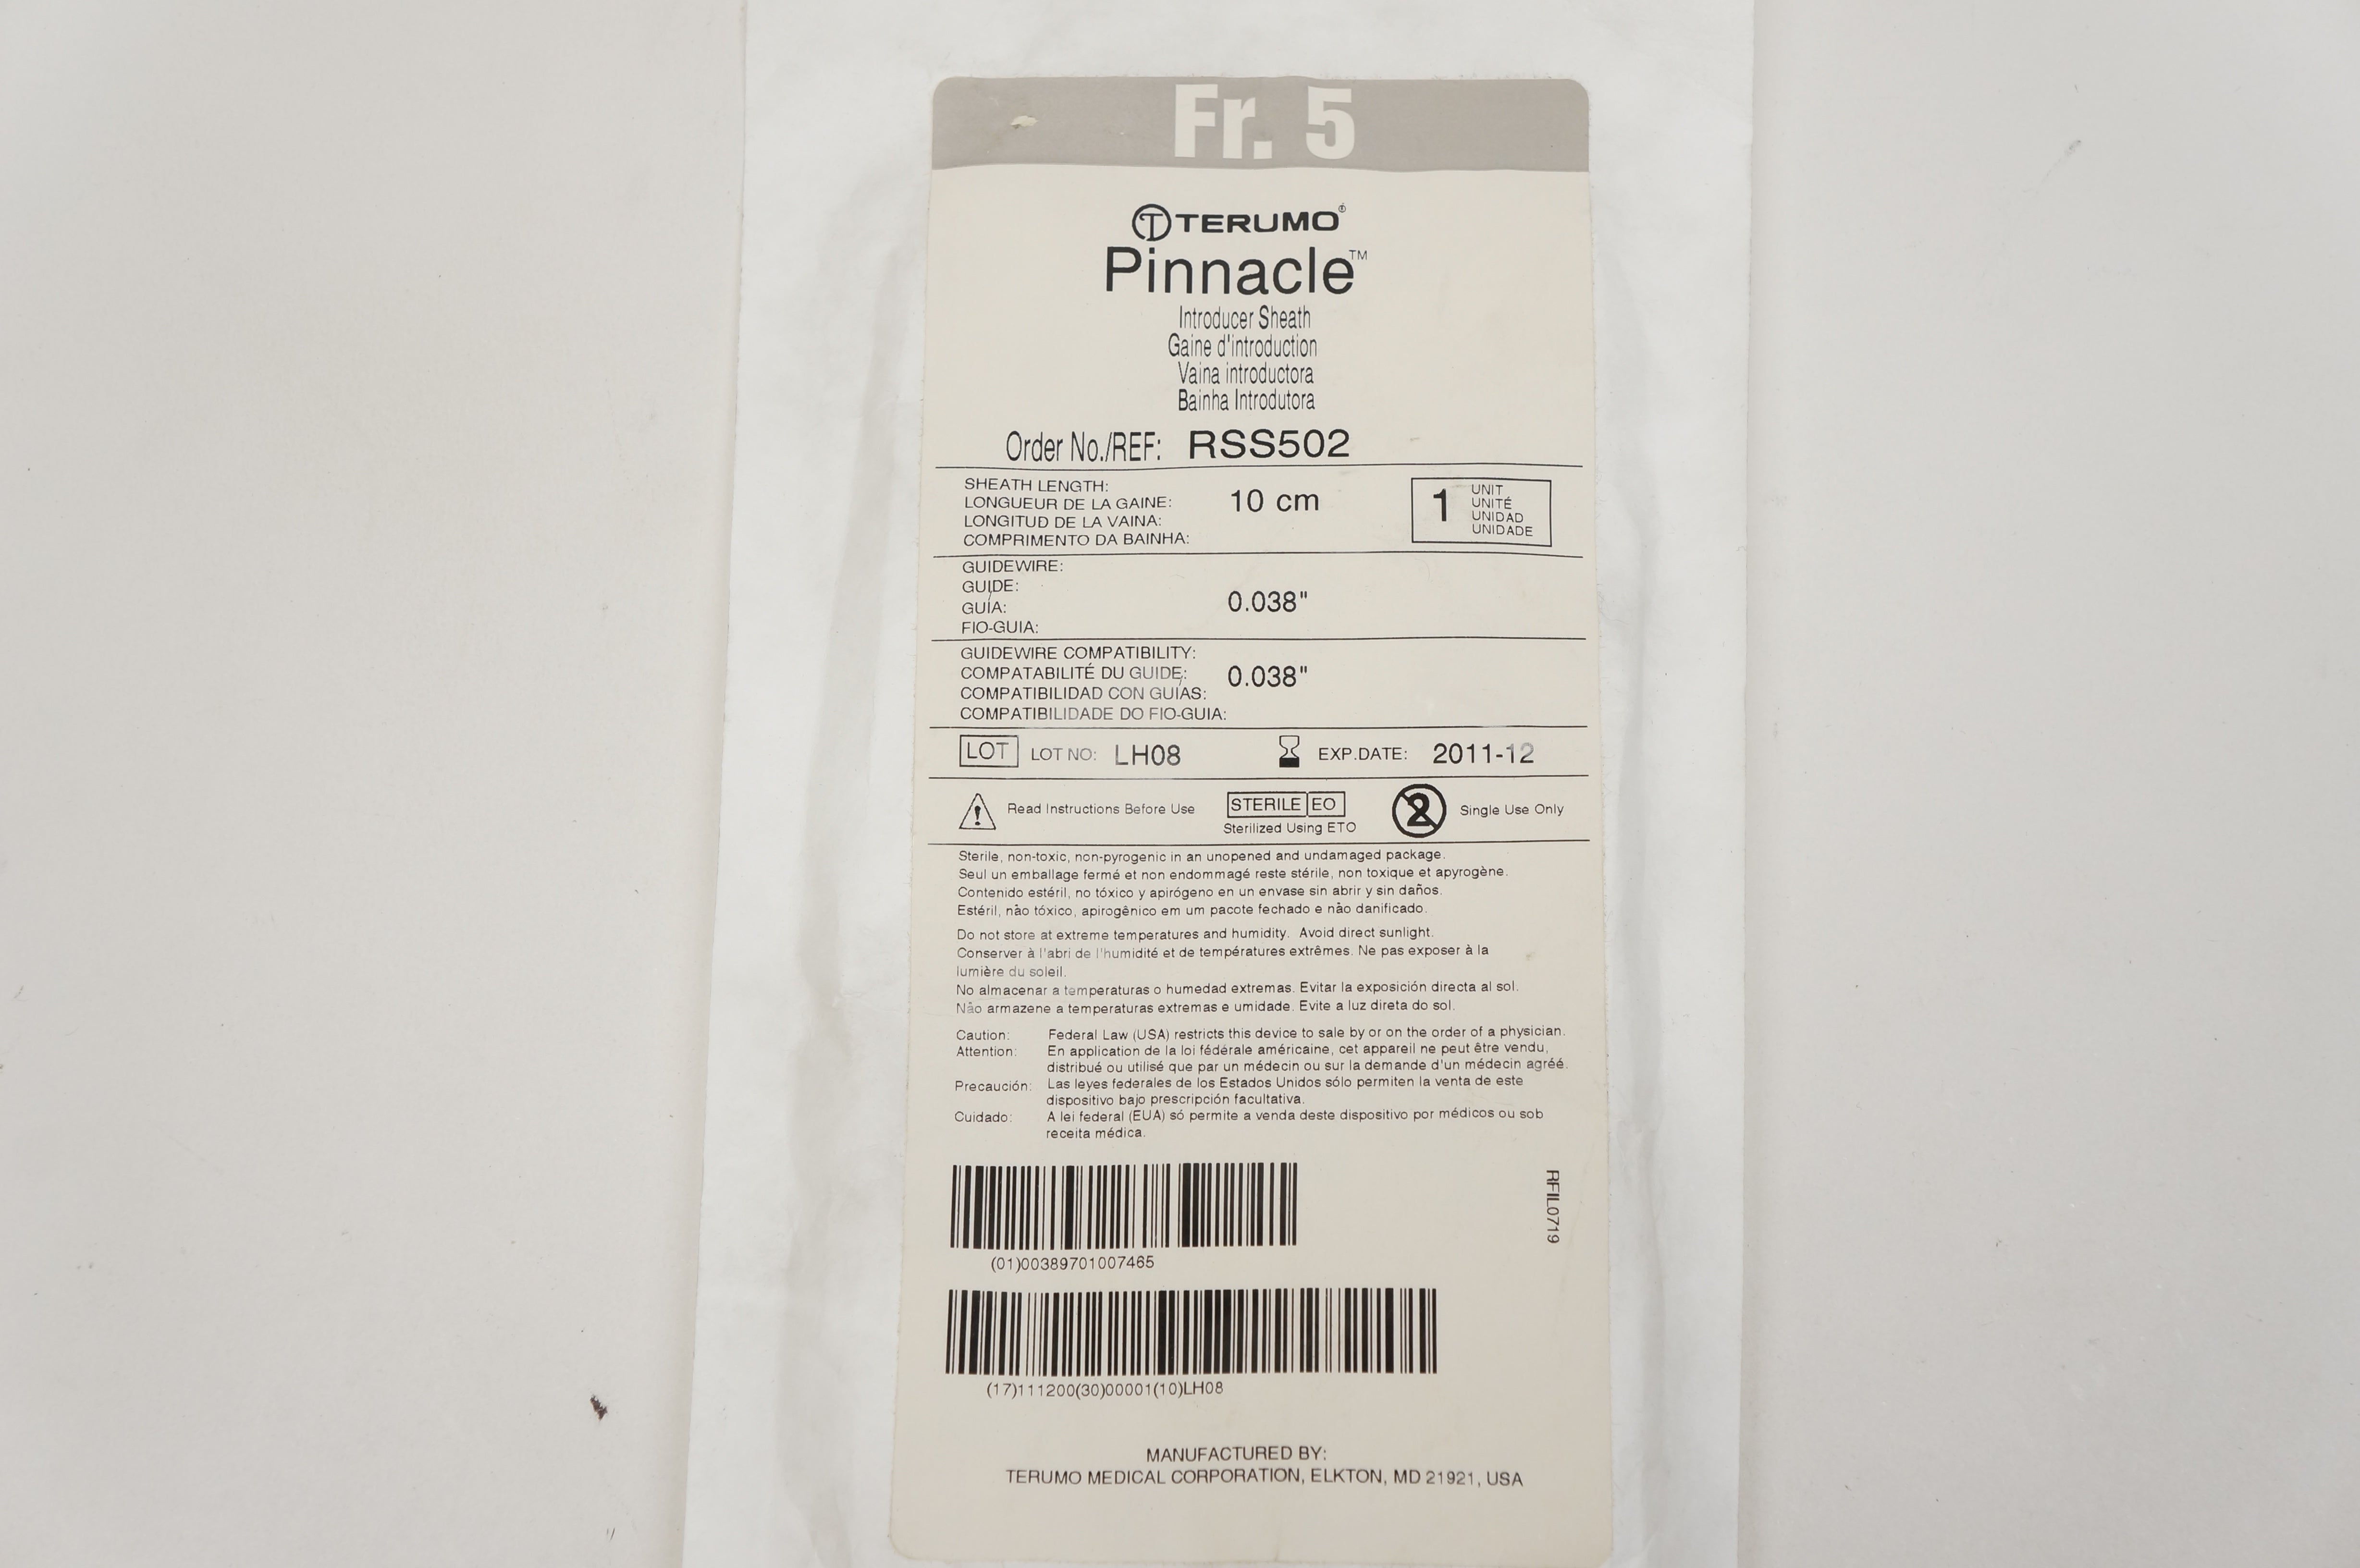 Fr. 5
TERUMO®
Pinnacle™
Introducer Sheath
Gaine d'introduction
Vaina introductora
Bainha Introdutora
Order No./REF: RSS502
SHEATH LENGTH:
LONGUEUR DE LA GAINE:
LONGITUD DE LA VAINA:
COMPRIMENTO DA BAINHA:
10 cm
1
UNIT
UNITÉ
UNIDAD
UNIDADE
GUIDEWIRE:
GUIDE:
GUÍA:
FIO-GUIA:
0.038"
GUIDEWIRE COMPATIBILITY:
COMPATABILITÉ DU GUIDE:
COMPATIBILIDAD CON GUÍAS:
COMPATIBILIDADE DO FIO-GUIA:
0.038"
LOT LOT NO: LH08 EXP.DATE: 2011-12
Read Instructions Before Use
STERILE EO
Sterilized Using ETO
2 Single Use Only
Sterile, non-toxic, non-pyrogenic in an unopened and undamaged package.
Seul un emballage fermé et non endommagé reste stérile, non toxique et apyrogène.
Contenido estéril, no tóxico y apirógeno en un envase sin abrir y sin daños.
Estéril, não tóxico, apirogênico em um pacote fechado e não danificado.
Do not store at extreme temperatures and humidity. Avoid direct sunlight.
Conserver à l'abri de l'humidité et de températures extrêmes. Ne pas exposer à la
lumière du soleil.
No almacenar a temperaturas o humedad extremas. Evitar la exposición directa al sol.
Não armazene a temperaturas extremas e umidade. Evite a luz direta do sol.
Caution: Federal Law (USA) restricts this device to sale by or on the order of a physician.
Attention: En application de la loi fédérale américaine, cet appareil ne peut être vendu,
distribué ou utilisé que par un médecin ou sur la demande d'un médecin agréé.
Precaución: Las leyes federales de los Estados Unidos sólo permiten la venta de este
dispositivo bajo prescripción facultativa.
Cuidado: A lei federal (EUA) só permite a venda deste dispositivo por médicos ou sob
receita médica.
RFIL0719
(01)00389701007465
(17)111200(30)00001(10)LH08
MANUFACTURED BY:
TERUMO MEDICAL CORPORATION, ELKTON, MD 21921, USA